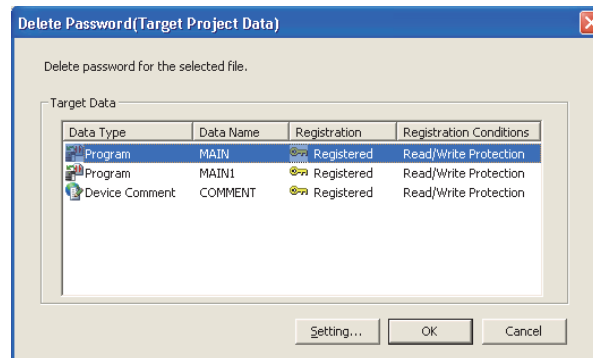 Delete Password(Target Project Data)
Delete password for the selected file.
Target Data
Data Type Data Name Registration Registration Conditions
Program MAIN Registered Read/Write Protection
Program MAIN1 Registered Read/Write Protection
Device Comment COMMENT Registered Read/Write Protection
Setting... OK Cancel